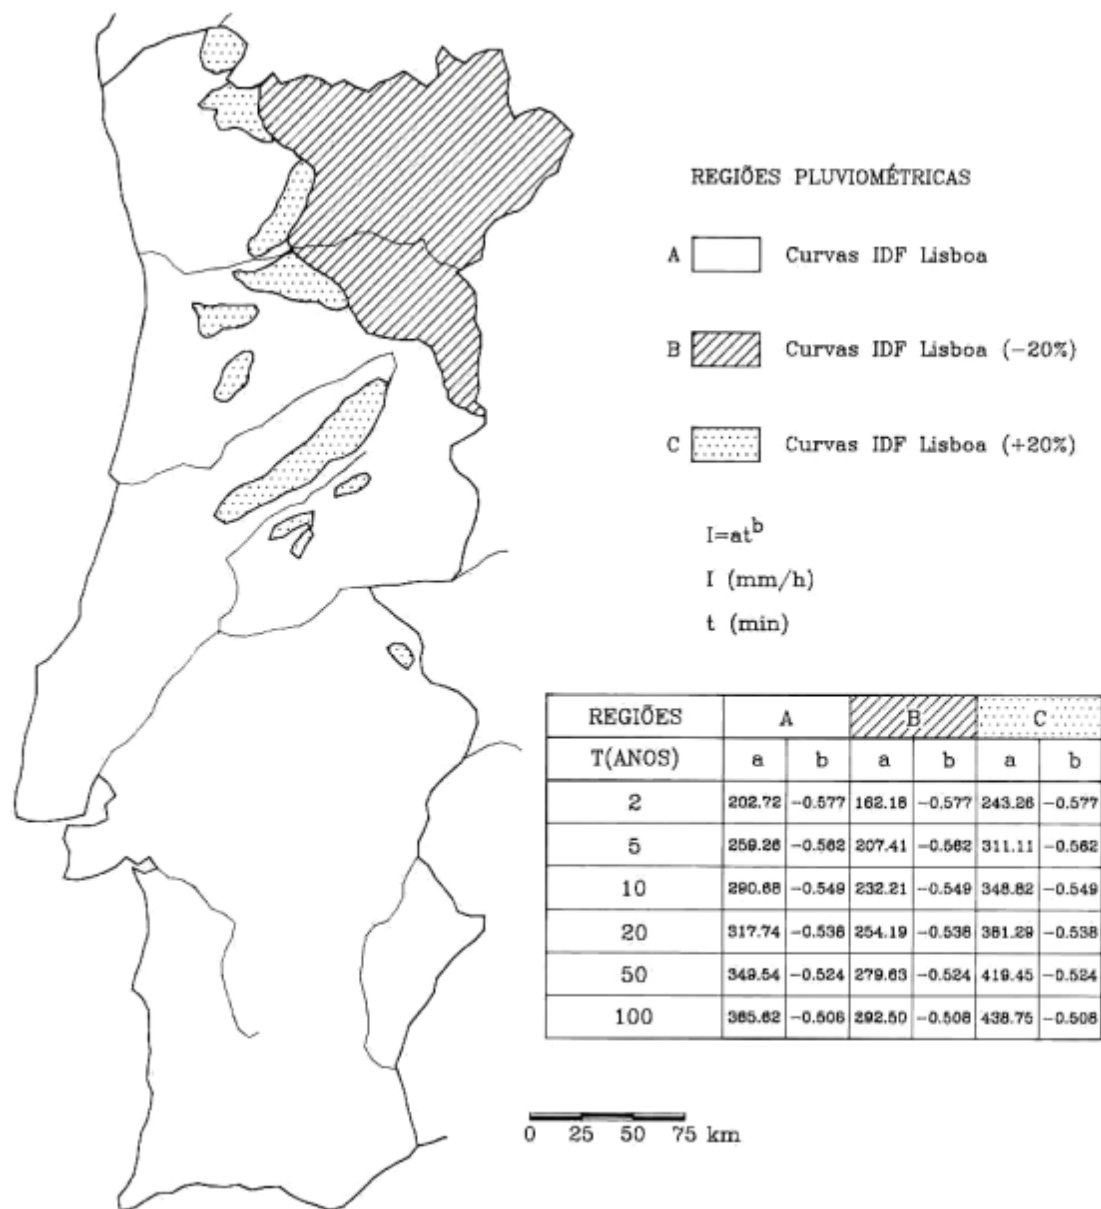 REGIÕES PLUVIOMÉTRICAS
A Curvas IDF Lisboa
B Curvas IDF Lisboa (-20%)
C Curvas IDF Lisboa (+20%)
I=at^b
I (mm/h)
t (min)
REGIÕES A B C
T(ANOS) a b a b a b
2 202.72 -0.577 162.18 -0.577 243.26 -0.577
5 259.26 -0.562 207.41 -0.562 311.11 -0.562
10 290.68 -0.549 232.21 -0.549 348.82 -0.549
20 317.74 -0.538 254.19 -0.538 381.29 -0.538
50 349.54 -0.524 279.63 -0.524 419.45 -0.524
100 365.62 -0.508 292.50 -0.508 438.75 -0.508
0 25 50 75 km